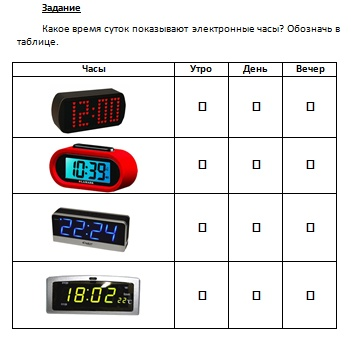 Задание
Какое время суток показывают электронные часы? Обозначь в
таблице.
Часы Утро День Вечер
12:00
10:39
22:24
18:02 22℃